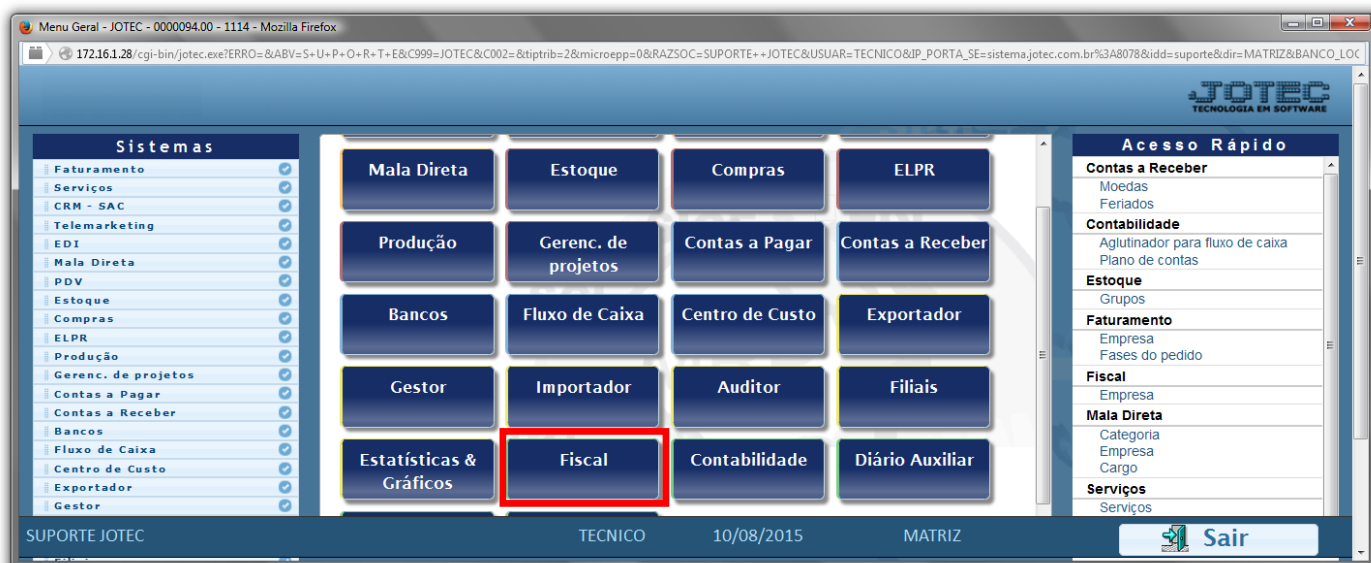 Menu Geral - JOTEC - 0000094.00 - 1114 - Mozilla Firefox
172.16.1.28/cgi-bin/jotec.exe?ERRO=&ABV=S+U+P+O+R+T+E&C999=JOTEC&C002=&tiptrib=2&microepp=0&RAZSOC=SUPORTE++JOTEC&USUAR=TECNICO&IP_PORTA_SE=sistema.jotec.com.br%3A8078&idd=suporte&dir=MATRIZ&BANCO_LOC
JOTEC
TECNOLOGIA EM SOFTWARE
Sistemas
Faturamento
Serviços
CRM - SAC
Telemarketing
EDI
Mala Direta
PDV
Estoque
Compras
ELPR
Produção
Gerenc. de projetos
Contas a Pagar
Contas a Receber
Bancos
Fluxo de Caixa
Centro de Custo
Exportador
Gestor
Mala Direta
Estoque
Compras
ELPR
Produção
Gerenc. de
projetos
Contas a Pagar
Contas a Receber
Bancos
Fluxo de Caixa
Centro de Custo
Exportador
Gestor
Importador
Auditor
Filiais
Estatísticas &
Gráficos
Fiscal
Contabilidade
Diário Auxiliar
Acesso Rápido
Contas a Receber
Moedas
Feriados
Contabilidade
Aglutinador para fluxo de caixa
Plano de contas
Estoque
Grupos
Faturamento
Empresa
Fases do pedido
Fiscal
Empresa
Mala Direta
Categoria
Empresa
Cargo
Serviços
Serviços
SUPORTE JOTEC
TECNICO
10/08/2015
MATRIZ
Sair